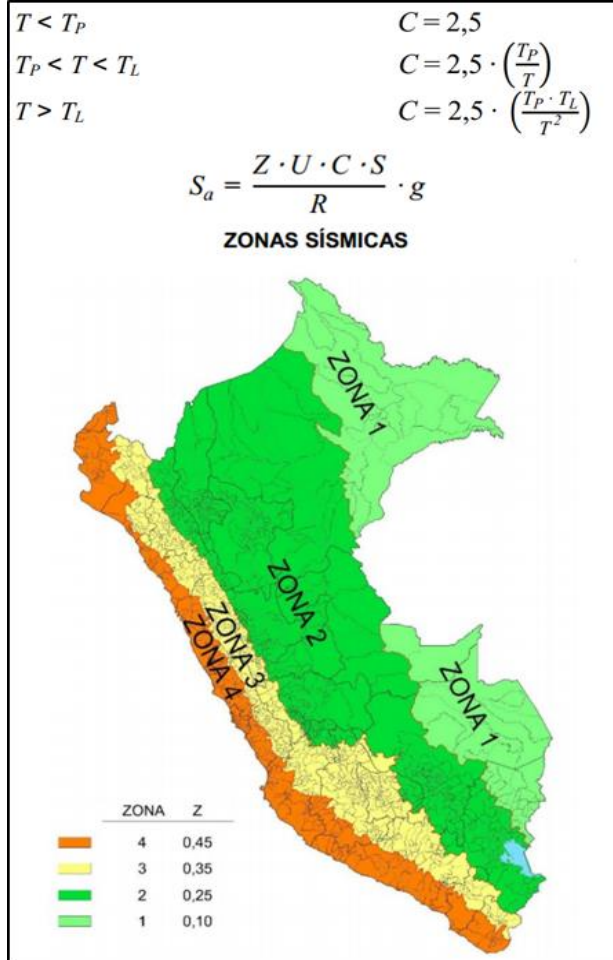 T < T_P C = 2,5
T_P < T < T_L C = 2,5 · (T_P / T)
T > T_L C = 2,5 · (T_P · T_L / T²)
S_a = Z · U · C · S / R · g
ZONAS SÍSMICAS
ZONA 1
ZONA 2
ZONA 3
ZONA 4
ZONA 1
ZONA Z
4 0,45
3 0,35
2 0,25
1 0,10